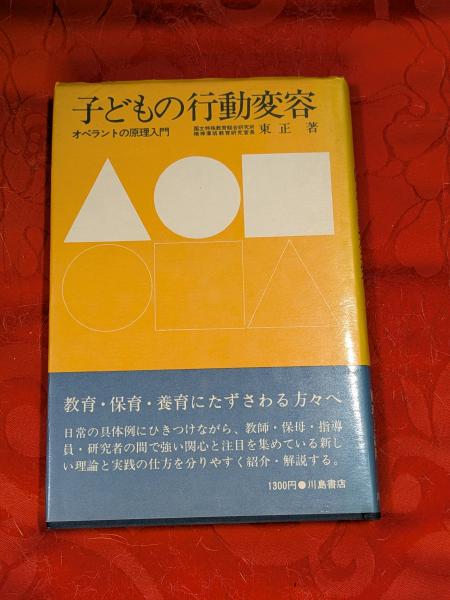 子どもの行動変容
オペラントの原理入門
国立特殊教育総合研究所
精神薄弱教育研究室長
東正 著
教育・保育・養育にたずさわる方々へ
日常の具体例にひきつけながら、教師・保母・指導
員・研究者の間で強い関心と注目を集めている新し
い理論と実践の仕方を分りやすく紹介・解説する。
1300円●川島書店